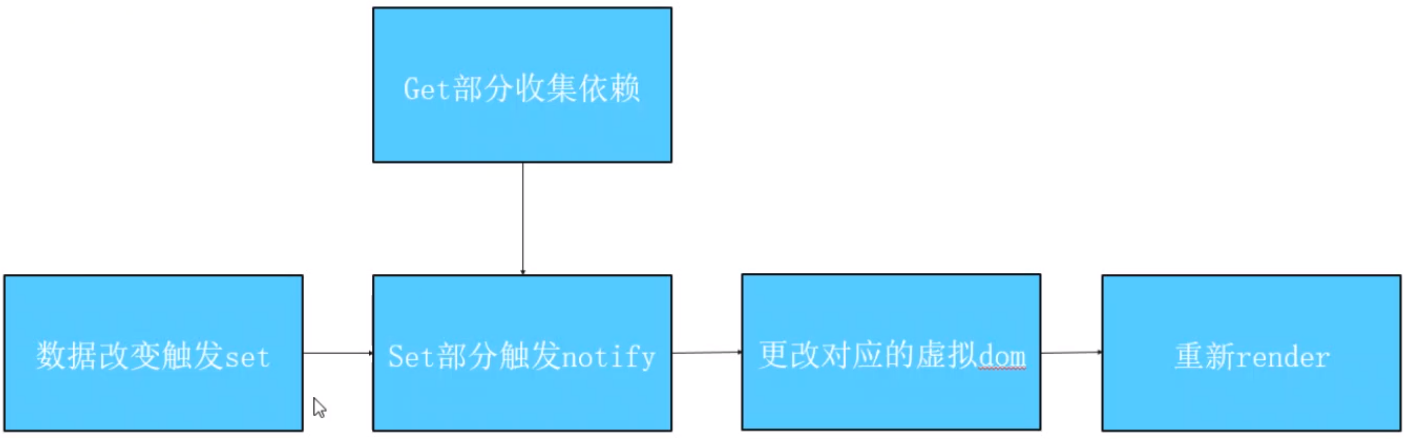 Get部分收集依赖
数据改变触发set
Set部分触发notify
更改对应的虚拟dom
重新render